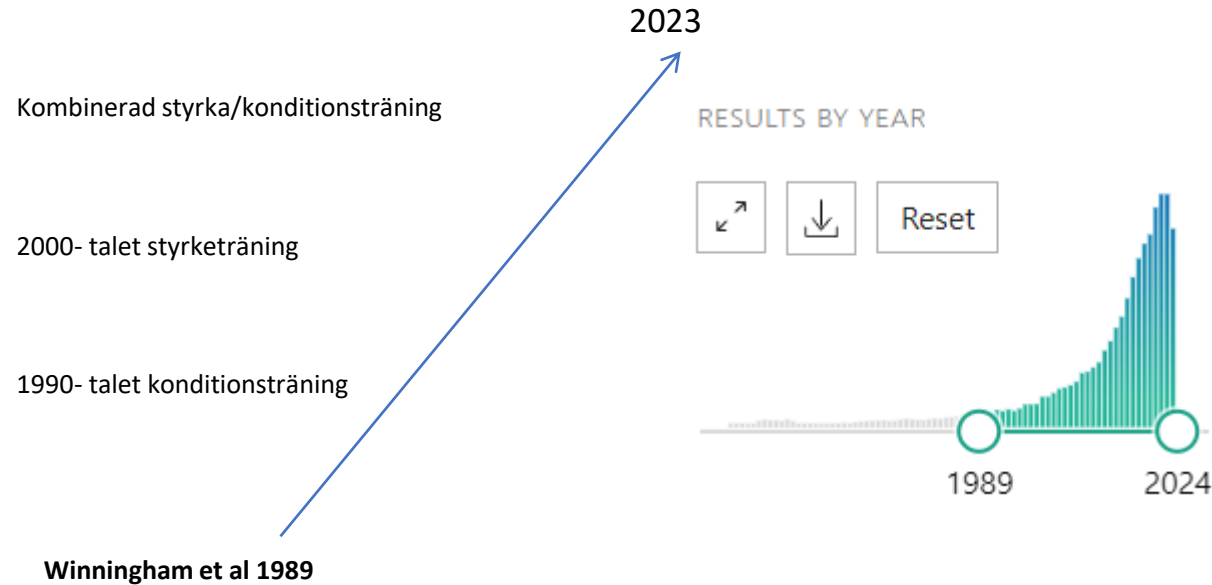 2023
Kombinerad styrka/konditionsträning
2000- talet styrketräning
1990- talet konditionsträning
Winningham et al 1989
RESULTS BY YEAR
Reset
1989
2024